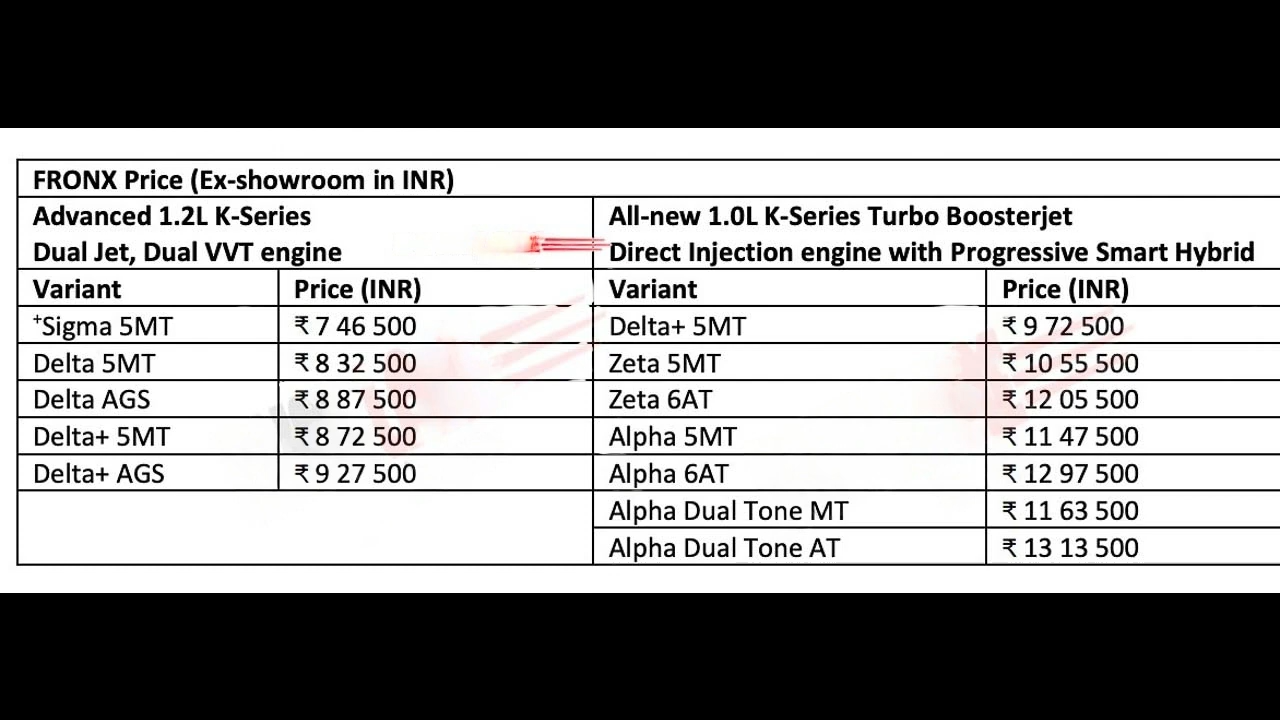 FRONX Price (Ex-showroom in INR)
Advanced 1.2L K-Series
Dual Jet, Dual VVT engine
All-new 1.0L K-Series Turbo Boosterjet
Direct Injection engine with Progressive Smart Hybrid
Variant Price (INR) Variant Price (INR)
+Sigma 5MT ₹ 7 46 500 Delta+ 5MT ₹ 9 72 500
Delta 5MT ₹ 8 32 500 Zeta 5MT ₹ 10 55 500
Delta AGS ₹ 8 87 500 Zeta 6AT ₹ 12 05 500
Delta+ 5MT ₹ 8 72 500 Alpha 5MT ₹ 11 47 500
Delta+ AGS ₹ 9 27 500 Alpha 6AT ₹ 12 97 500
Alpha Dual Tone MT ₹ 11 63 500
Alpha Dual Tone AT ₹ 13 13 500